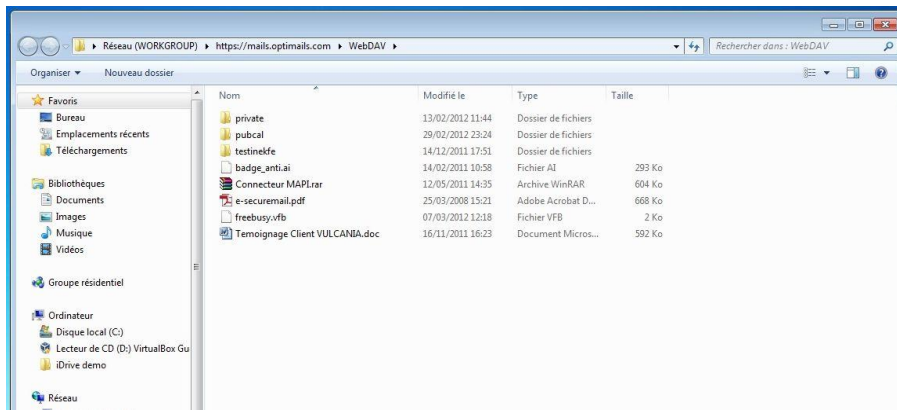 Réseau (WORKGROUP) https://mails.optimails.com WebDAV
Rechercher dans : WebDAV
Organiser Nouveau dossier
Favoris
Bureau
Emplacements récents
Téléchargements
Bibliothèques
Documents
Images
Musique
Vidéos
Groupe résidentiel
Ordinateur
Disque local (C:)
Lecteur de CD (D:) VirtualBox Gu
iDrive demo
Réseau
Nom Modifié le Type Taille
private 13/02/2012 11:44 Dossier de fichiers
pubcal 29/02/2012 23:24 Dossier de fichiers
testinekfe 14/12/2011 17:51 Dossier de fichiers
badge_anti.ai 14/02/2011 10:58 Fichier AI 293 Ko
Connecteur MAPI.rar 12/05/2011 14:35 Archive WinRAR 604 Ko
e-securemail.pdf 25/03/2008 15:21 Adobe Acrobat D... 668 Ko
freebusy.vfb 07/03/2012 12:18 Fichier VFB 2 Ko
Temoignage Client VULCANIA.doc 16/11/2011 16:23 Document Micros... 592 Ko